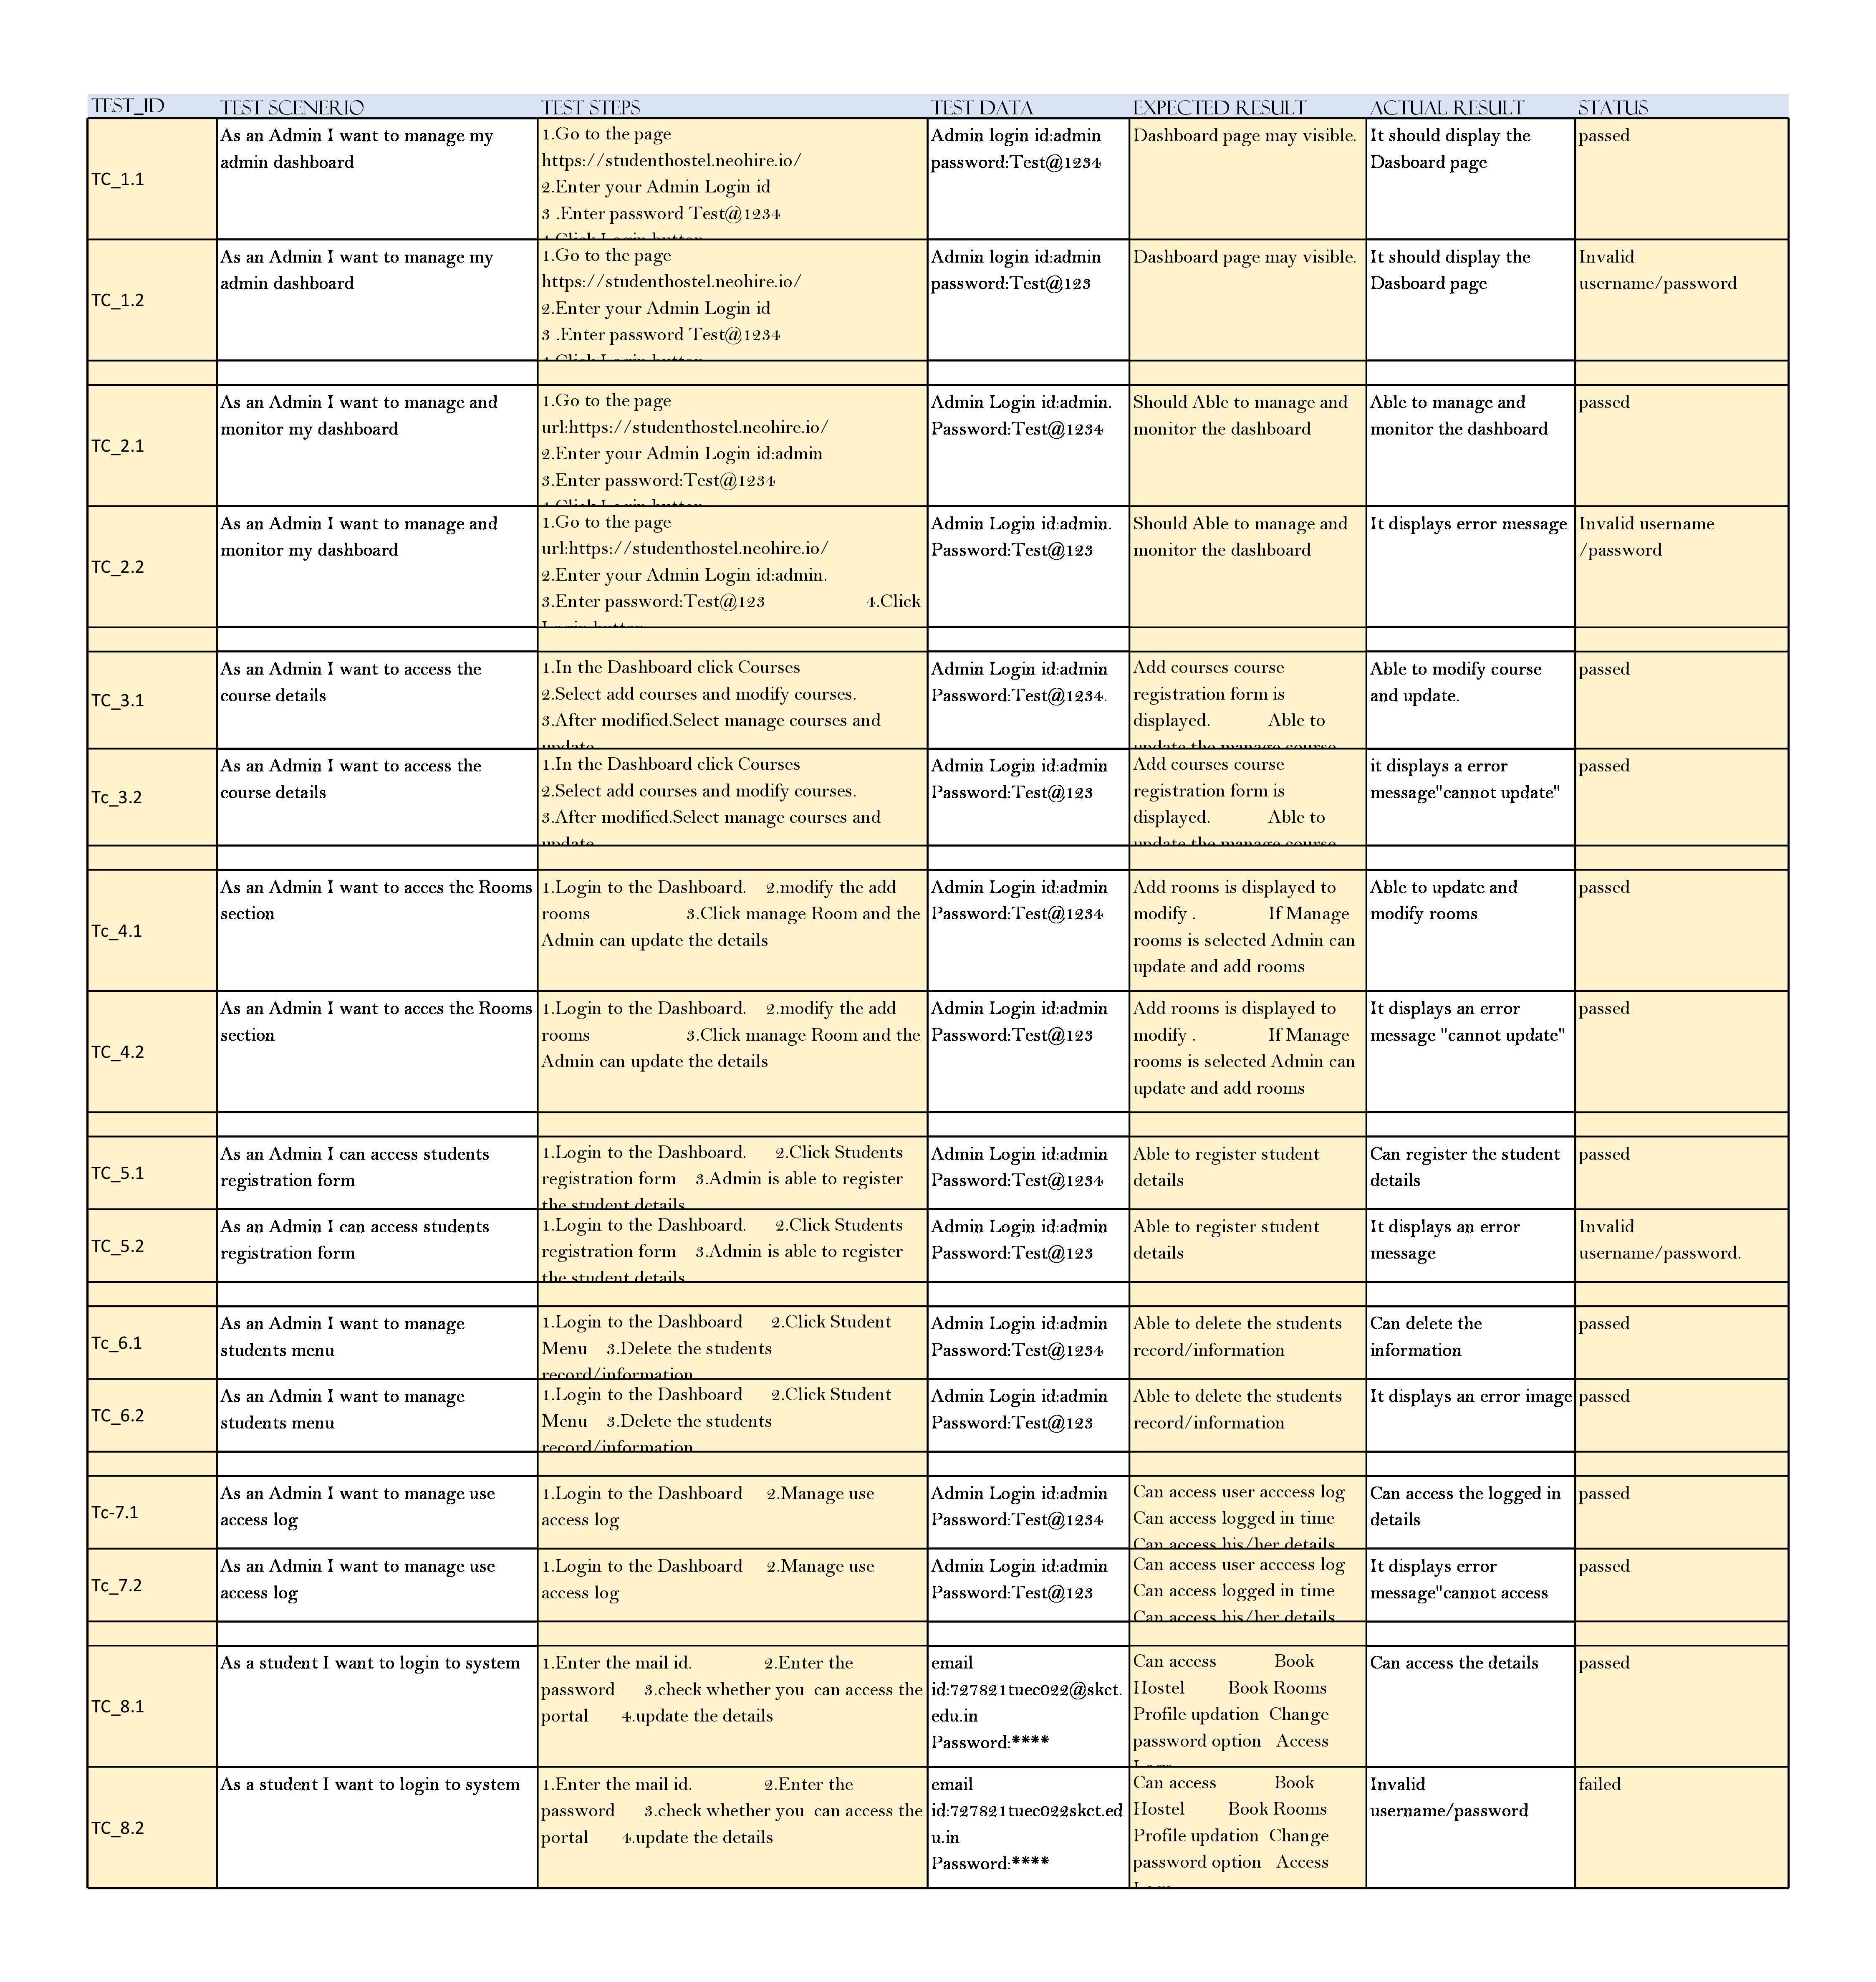 TEST_ID TEST SCENERIO TEST STEPS TEST DATA EXPECTED RESULT ACTUAL RESULT STATUS
TC_1.1
As an Admin I want to manage my
admin dashboard
1.Go to the page
https://studenthostel.neohire.io/
2.Enter your Admin Login id
3 .Enter password Test@1234
4.Click Login button
Admin login id:admin
password:Test@1234
Dashboard page may visible.
It should display the
Dasboard page
passed
TC_1.2
As an Admin I want to manage my
admin dashboard
1.Go to the page
https://studenthostel.neohire.io/
2.Enter your Admin Login id
3 .Enter password Test@1234
4.Click Login button
Admin login id:admin
password:Test@123
Dashboard page may visible.
It should display the
Dasboard page
Invalid
username/password
TC_2.1
As an Admin I want to manage and
monitor my dashboard
1.Go to the page
url:https://studenthostel.neohire.io/
2.Enter your Admin Login id:admin
3.Enter password:Test@1234
4.Click Login button
Admin Login id:admin.
Password:Test@1234
Should Able to manage and
monitor the dashboard
Able to manage and
monitor the dashboard
passed
TC_2.2
As an Admin I want to manage and
monitor my dashboard
1.Go to the page
url:https://studenthostel.neohire.io/
2.Enter your Admin Login id:admin.
3.Enter password:Test@123 4.Click
Login button
Admin Login id:admin.
Password:Test@123
Should Able to manage and
monitor the dashboard
It displays error message
Invalid username
/password
TC_3.1
As an Admin I want to access the
course details
1.In the Dashboard click Courses
2.Select add courses and modify courses.
3.After modified.Select manage courses and
update
Admin Login id:admin
Password:Test@1234.
Add courses course
registration form is
displayed. Able to
update the manage course
Able to modify course
and update.
passed
Tc_3.2
As an Admin I want to access the
course details
1.In the Dashboard click Courses
2.Select add courses and modify courses.
3.After modified.Select manage courses and
update
Admin Login id:admin
Password:Test@123
Add courses course
registration form is
displayed. Able to
update the manage course
it displays a error
message"cannot update"
passed
Tc_4.1
As an Admin I want to acces the Rooms
section
1.Login to the Dashboard. 2.modify the add
rooms 3.Click manage Room and the
Admin can update the details
Admin Login id:admin
Password:Test@1234
Add rooms is displayed to
modify . If Manage
rooms is selected Admin can
update and add rooms
Able to update and
modify rooms
passed
TC_4.2
As an Admin I want to acces the Rooms
section
1.Login to the Dashboard. 2.modify the add
rooms 3.Click manage Room and the
Admin can update the details
Admin Login id:admin
Password:Test@123
Add rooms is displayed to
modify . If Manage
rooms is selected Admin can
update and add rooms
It displays an error
message "cannot update"
passed
TC_5.1
As an Admin I can access students
registration form
1.Login to the Dashboard. 2.Click Students
registration form 3.Admin is able to register
the student details
Admin Login id:admin
Password:Test@1234
Able to register student
details
Can register the student
details
passed
TC_5.2
As an Admin I can access students
registration form
1.Login to the Dashboard. 2.Click Students
registration form 3.Admin is able to register
the student details
Admin Login id:admin
Password:Test@123
Able to register student
details
It displays an error
message
Invalid
username/password.
Tc_6.1
As an Admin I want to manage
students menu
1.Login to the Dashboard 2.Click Student
Menu 3.Delete the students
record/information
Admin Login id:admin
Password:Test@1234
Able to delete the students
record/information
Can delete the
information
passed
TC_6.2
As an Admin I want to manage
students menu
1.Login to the Dashboard 2.Click Student
Menu 3.Delete the students
record/information
Admin Login id:admin
Password:Test@123
Able to delete the students
record/information
It displays an error image
passed
Tc-7.1
As an Admin I want to manage use
access log
1.Login to the Dashboard 2.Manage use
access log
Admin Login id:admin
Password:Test@1234
Can access user acccess log
Can access logged in time
Can access his/her details
Can access the logged in
details
passed
Tc_7.2
As an Admin I want to manage use
access log
1.Login to the Dashboard 2.Manage use
access log
Admin Login id:admin
Password:Test@123
Can access user acccess log
Can access logged in time
Can access his/her details
It displays error
message"cannot access
passed
TC_8.1
As a student I want to login to system
1.Enter the mail id. 2.Enter the
password 3.check whether you can access the
portal 4.update the details
email
id:727821tuec022@skct.
edu.in
Password:****
Can access Book
Hostel Book Rooms
Profile updation Change
password option Access
Can access the details
passed
TC_8.2
As a student I want to login to system
1.Enter the mail id. 2.Enter the
password 3.check whether you can access the
portal 4.update the details
email
id:727821tuec022skct.ed
u.in
Password:****
Can access Book
Hostel Book Rooms
Profile updation Change
password option Access
Invalid
username/password
failed